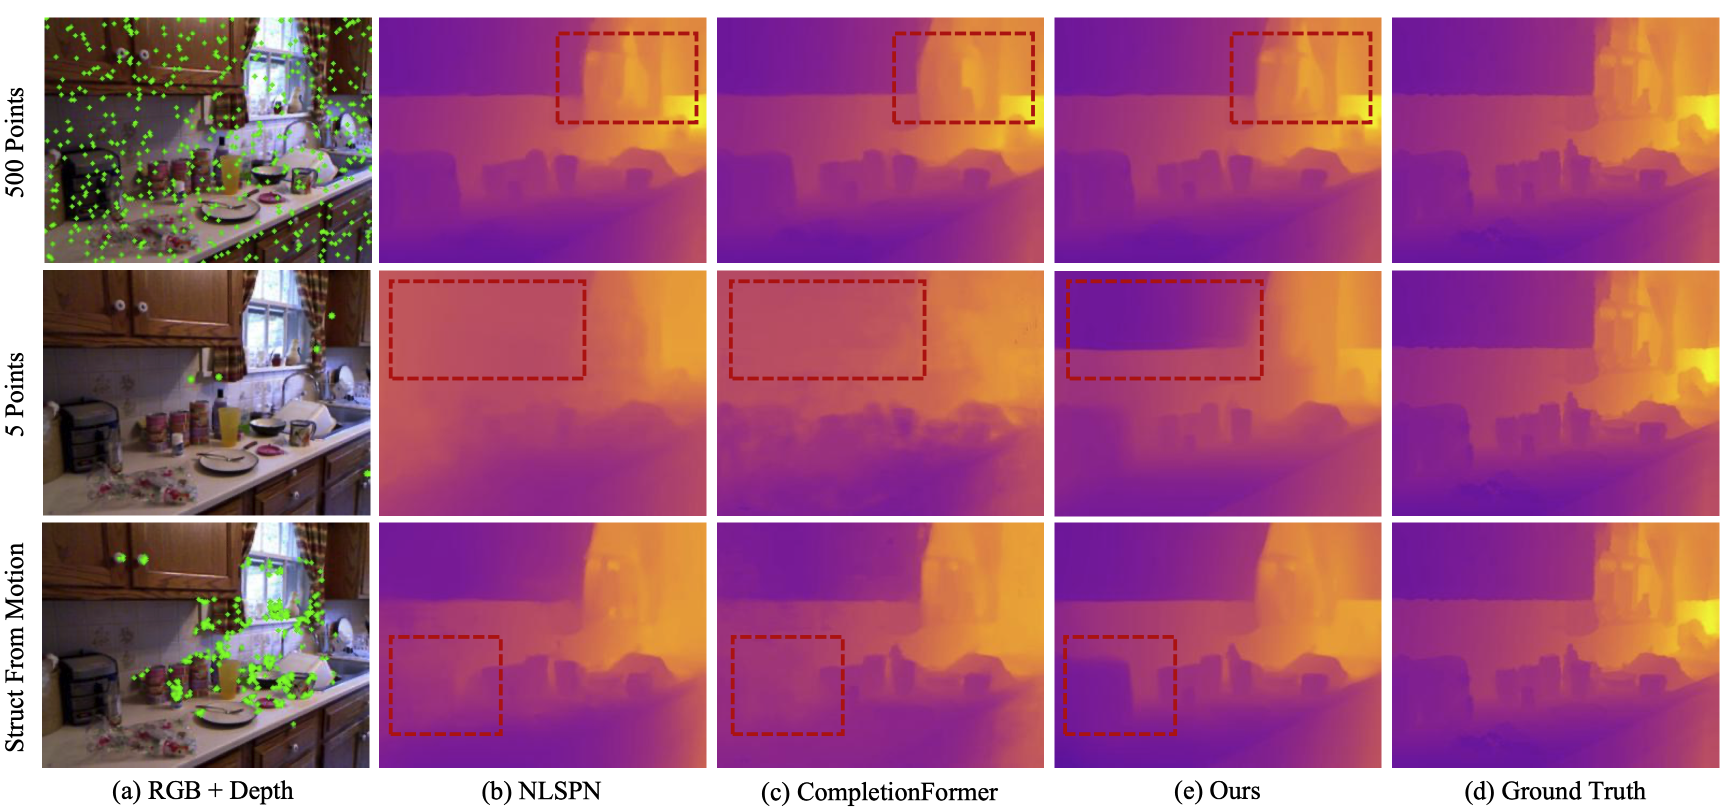 500 Points
5 Points
Struct From Motion
(a) RGB + Depth
(b) NLSPN
(c) CompletionFormer
(e) Ours
(d) Ground Truth